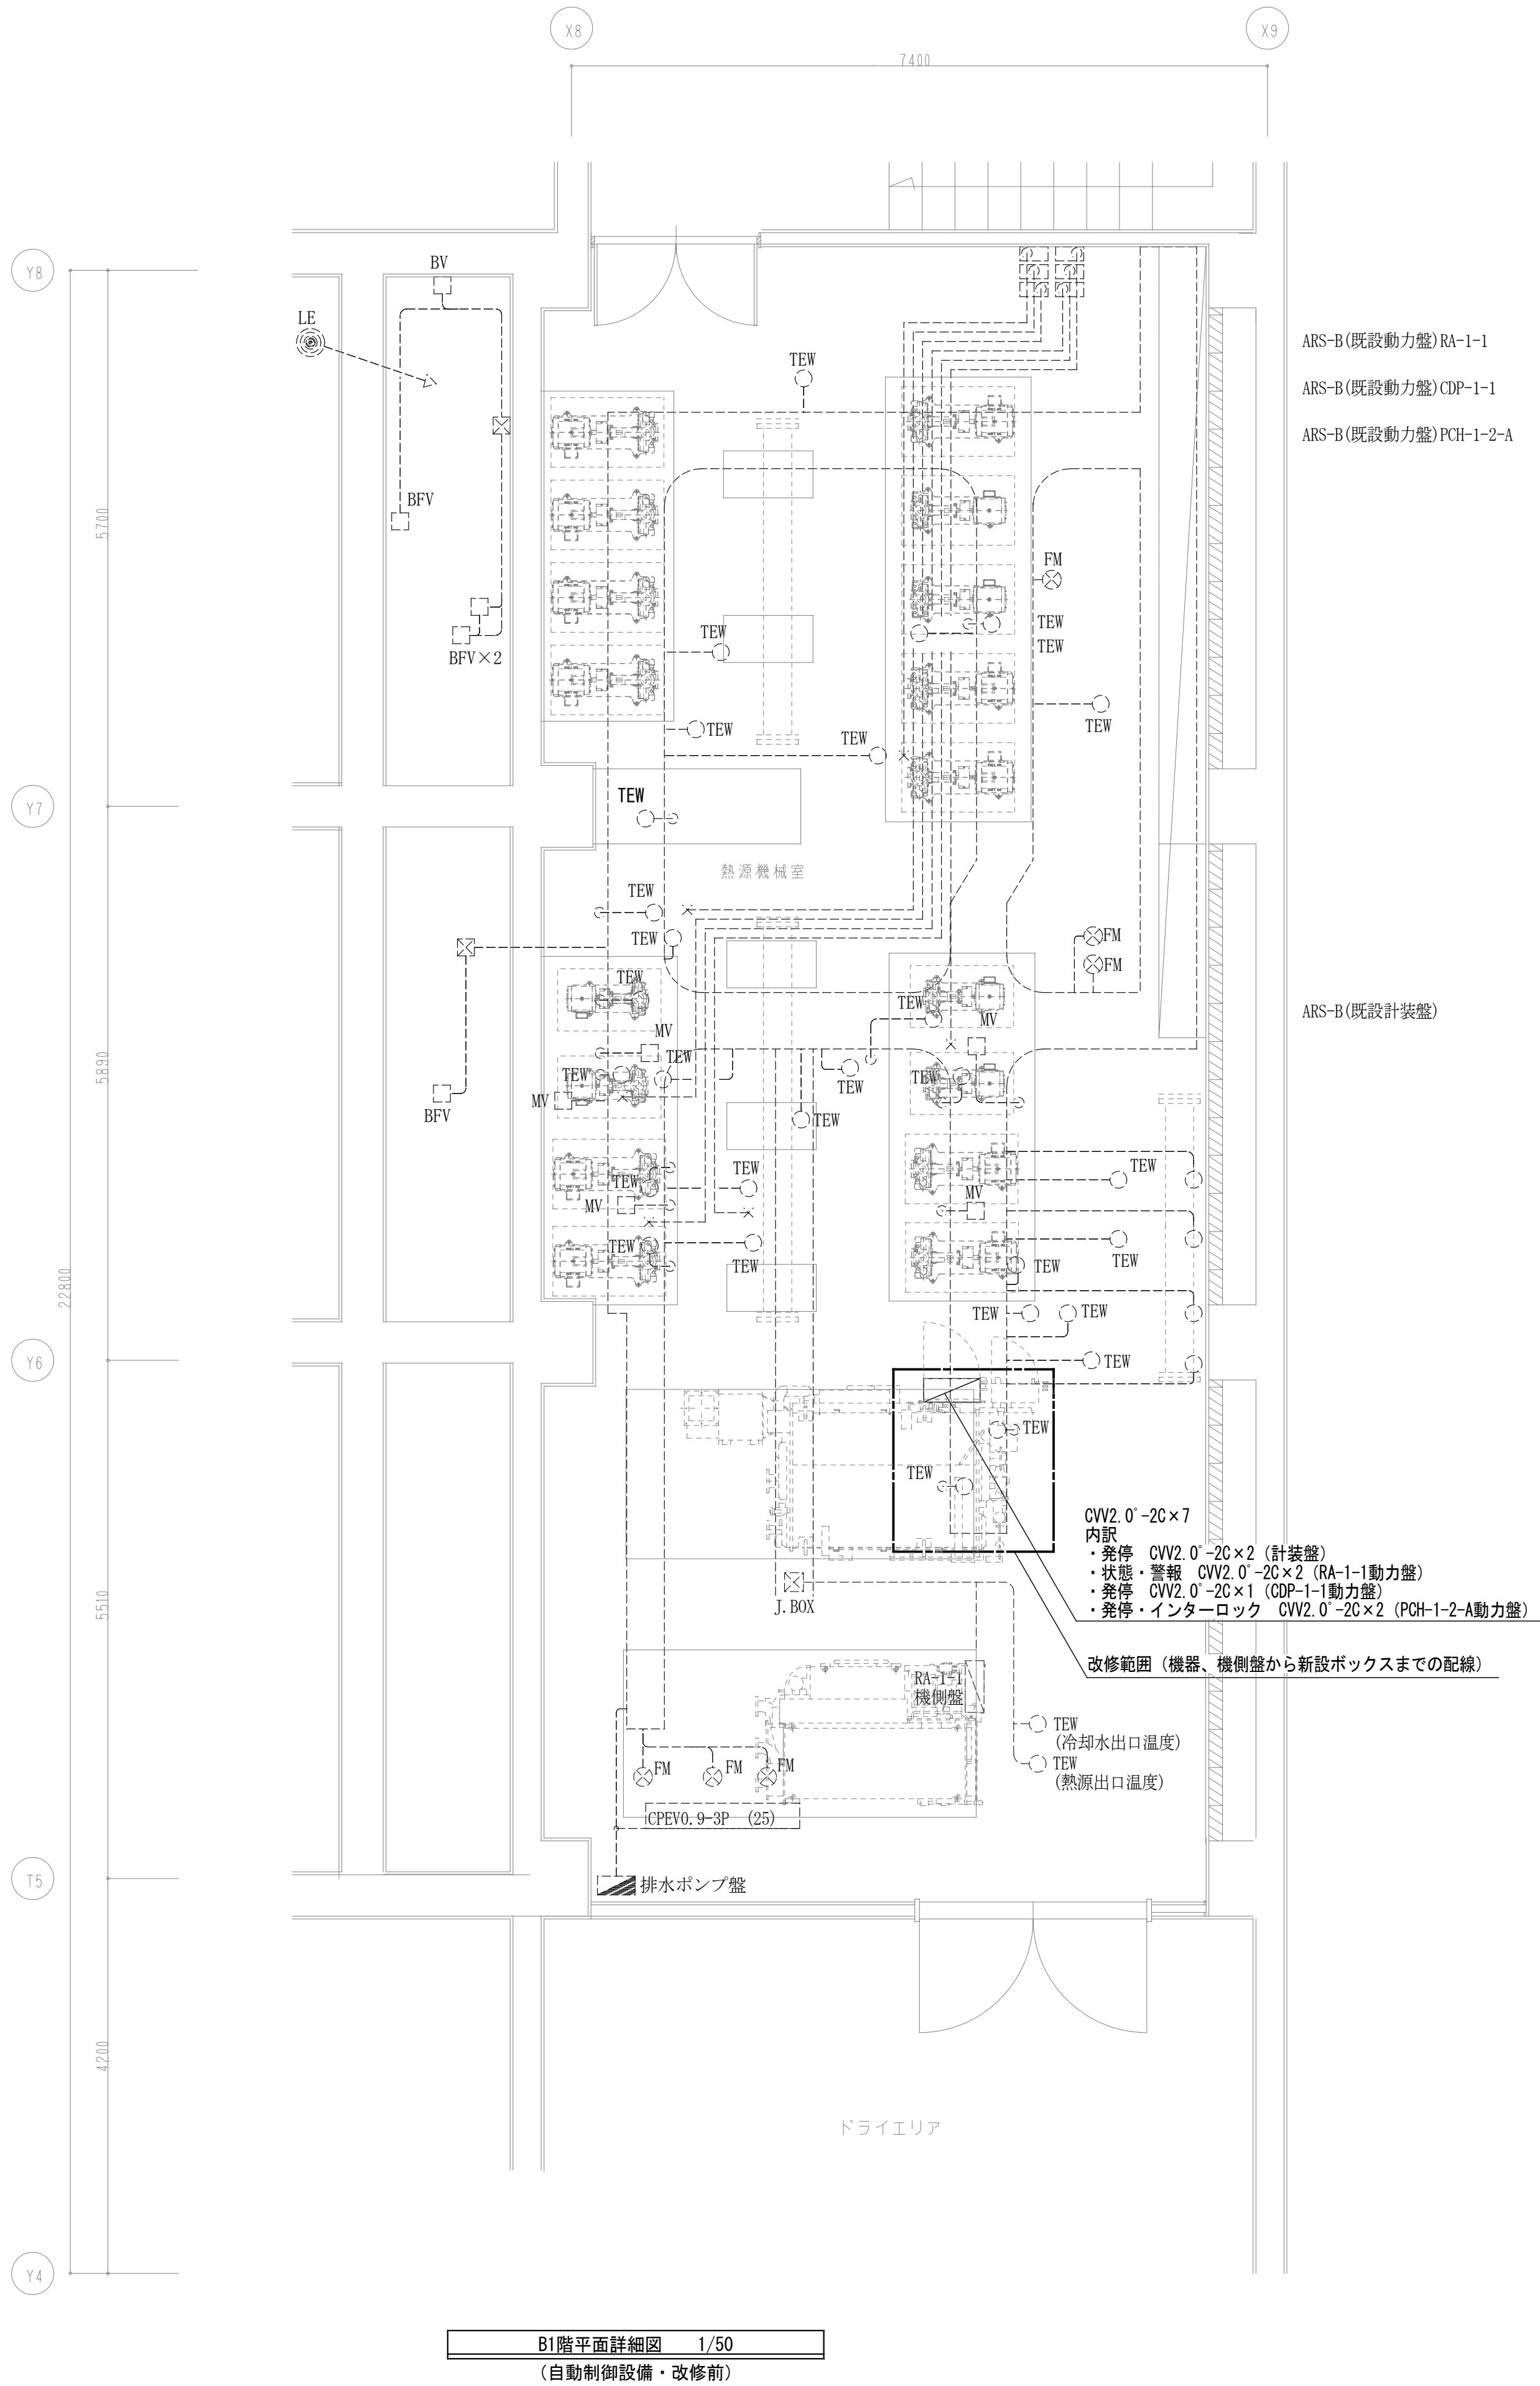 X8
X9
7400
Y8
BV
LE
ARS-B(既設動力盤)RA-1-1
TEW
ARS-B(既設動力盤)CDP-1-1
ARS-B(既設動力盤)PCH-1-2-A
BFV
5700
FM
TEW
TEW
TEW
BFV×2
TEW
TEW
TEW
TEW
Y7
熱源機械室
TEW
FM
TEW
FM
TEW
TEW
ARS-B(既設計装盤)
MV
MV
TEW
5890
TEW
TEW
TEW
MV
BFV
TEW
TEW
TEW
TEW
MV
MV
TEW
TEW
TEW
TEW
TEW
22800
TEW
TEW
Y6
TEW
TEW
TEW
CVV2.0゜-2C×7
内訳
・発停　CVV2.0゜-2C×2（計装盤）
・状態・警報　CVV2.0゜-2C×2（RA-1-1動力盤）
・発停　CVV2.0゜-2C×1（CDP-1-1動力盤）
・発停・インターロック　CVV2.0゜-2C×2（PCH-1-2-A動力盤）
5510
J.BOX
改修範囲（機器、機側盤から新設ボックスまでの配線）
RA-1-1
機側盤
TEW
(冷却水出口温度)
TEW
(熱源出口温度)
FM
FM
FM
CPEV0.9-3P　(25)
T5
排水ポンプ盤
4200
ドライエリア
Y4
B1階平面詳細図　　1/50
（自動制御設備・改修前）